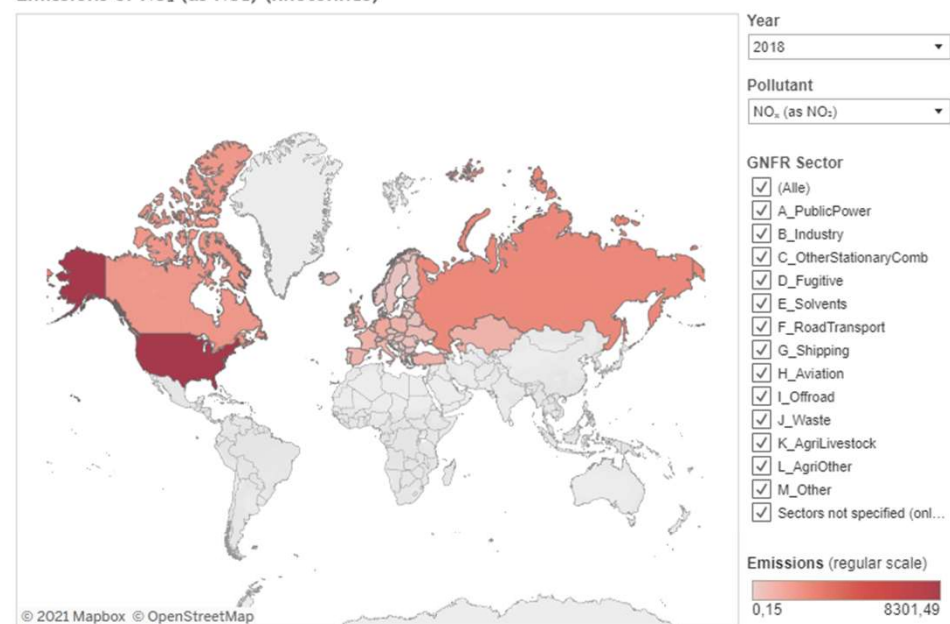 Year
2018
Pollutant
NOₓ (as NO₂)
GNFR Sector
(Alle)
A_PublicPower
B_Industry
C_OtherStationaryComb
D_Fugitive
E_Solvents
F_RoadTransport
G_Shipping
H_Aviation
I_Offroad
J_Waste
K_AgriLivestock
L_AgriOther
M_Other
Sectors not specified (onl...
Emissions (regular scale)
0,15 8301,49
© 2021 Mapbox © OpenStreetMap